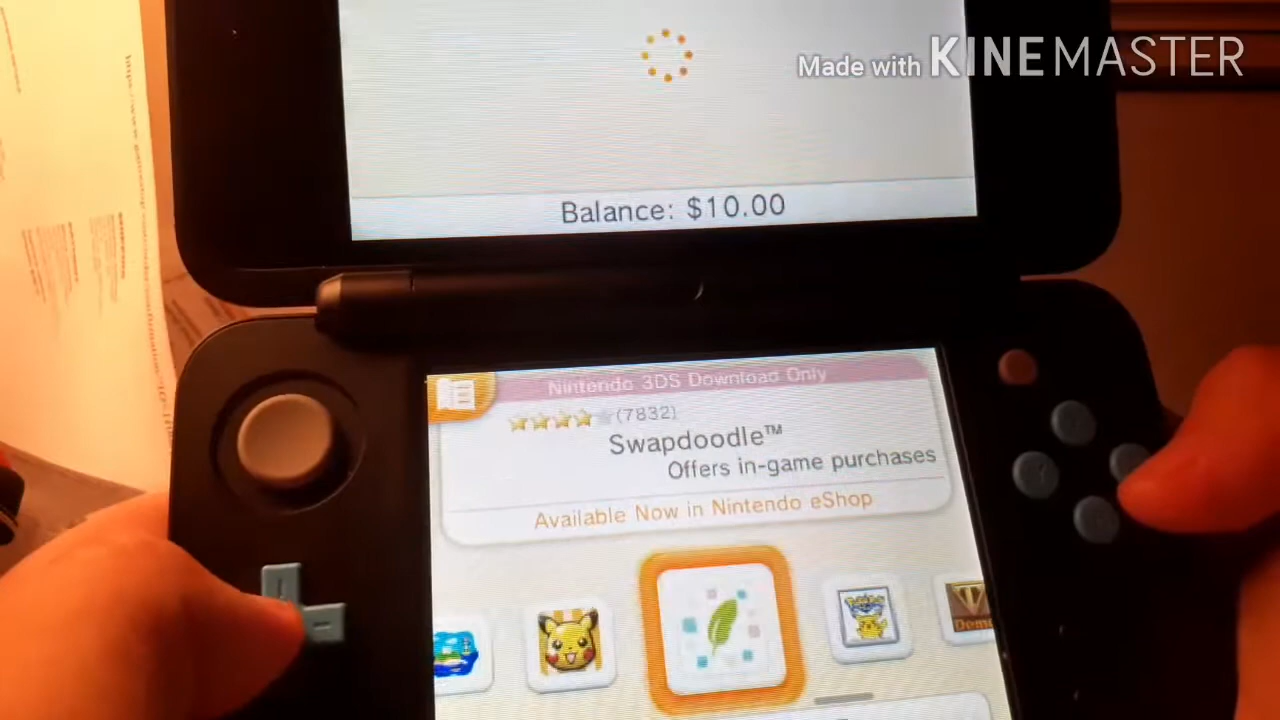 Made with KINEMASTER
Balance: $10.00
Nintendo 3DS Download Only
(7832)
Swapdoodle™
Offers in-game purchases
Available Now in Nintendo eShop
Demo